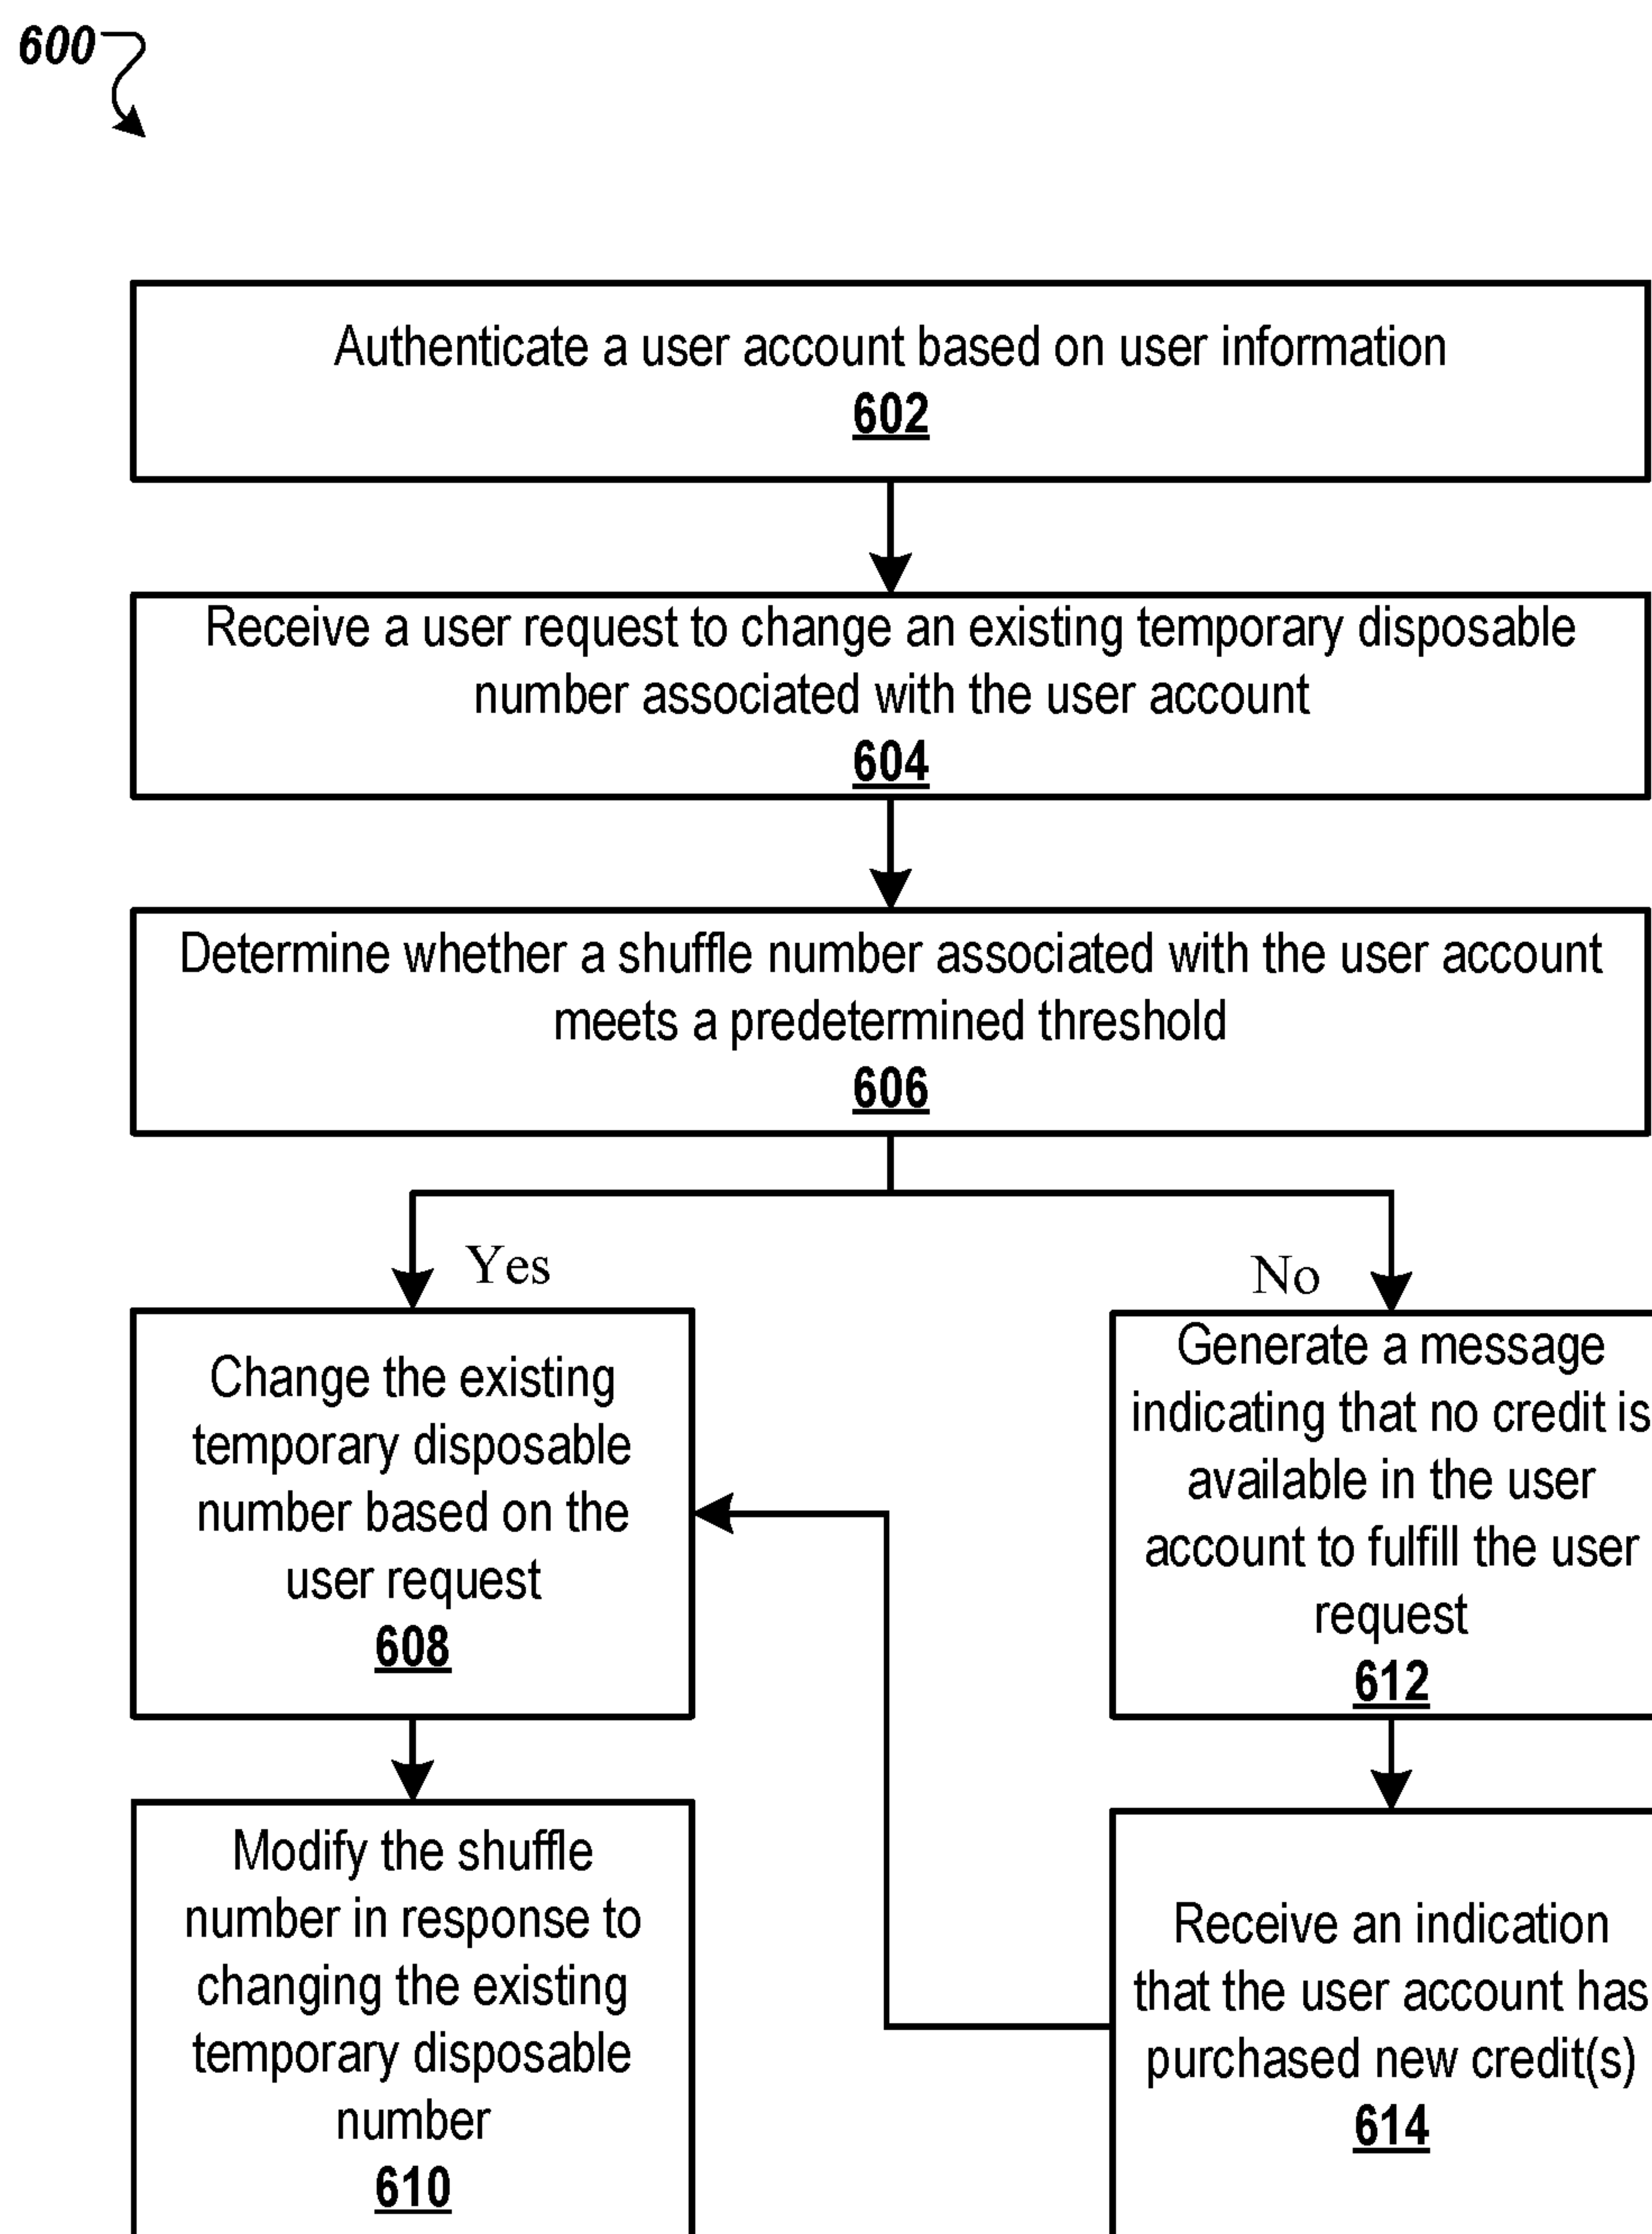 600
Authenticate a user account based on user information
602
Receive a user request to change an existing temporary disposable
number associated with the user account
604
Determine whether a shuffle number associated with the user account
meets a predetermined threshold
606
Yes
No
Change the existing
temporary disposable
number based on the
user request
608
Generate a message
indicating that no credit is
available in the user
account to fulfill the user
request
612
Modify the shuffle
number in response to
changing the existing
temporary disposable
number
610
Receive an indication
that the user account has
purchased new credit(s)
614